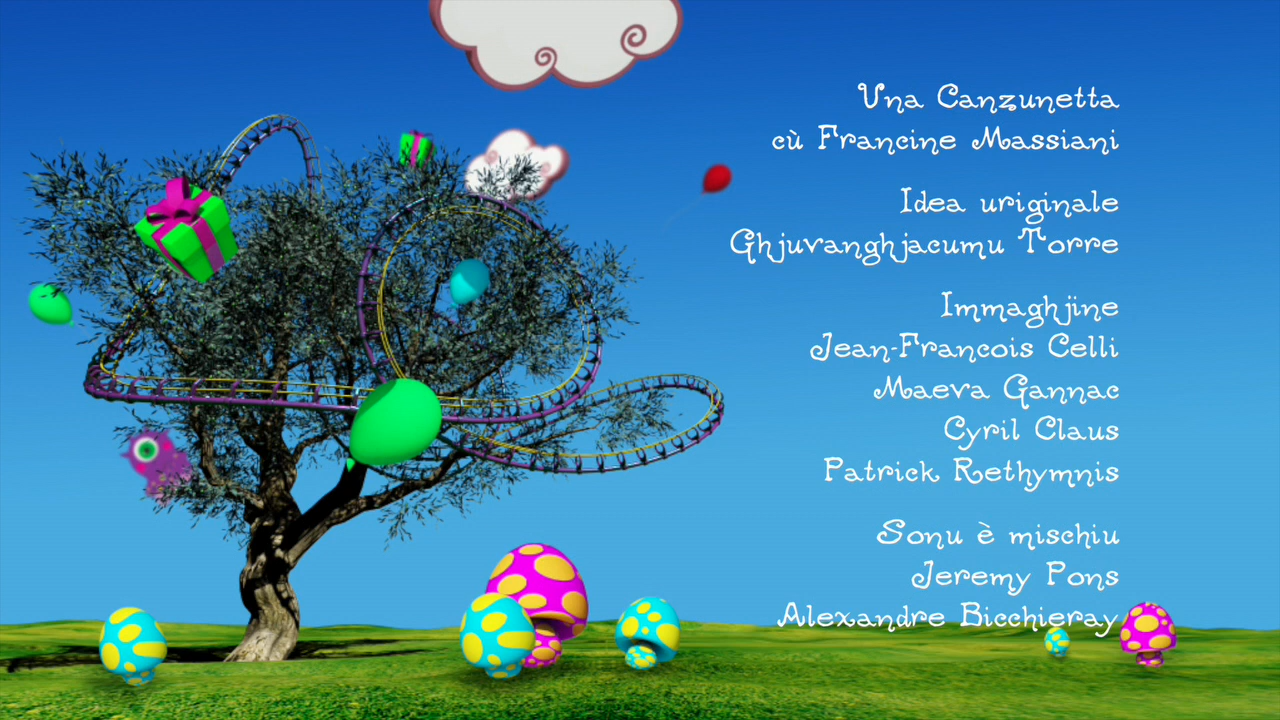 Una Canzunetta
cù Francine Massiani
Idea uriginale
Ghjuvanghjacumu Torre
Immaghjine
Jean-Francois Celli
Maeva Gannac
Cyril Claus
Patrick Rethymnis
Sonu è mischiu
Jeremy Pons
Alexandre Bicchieray